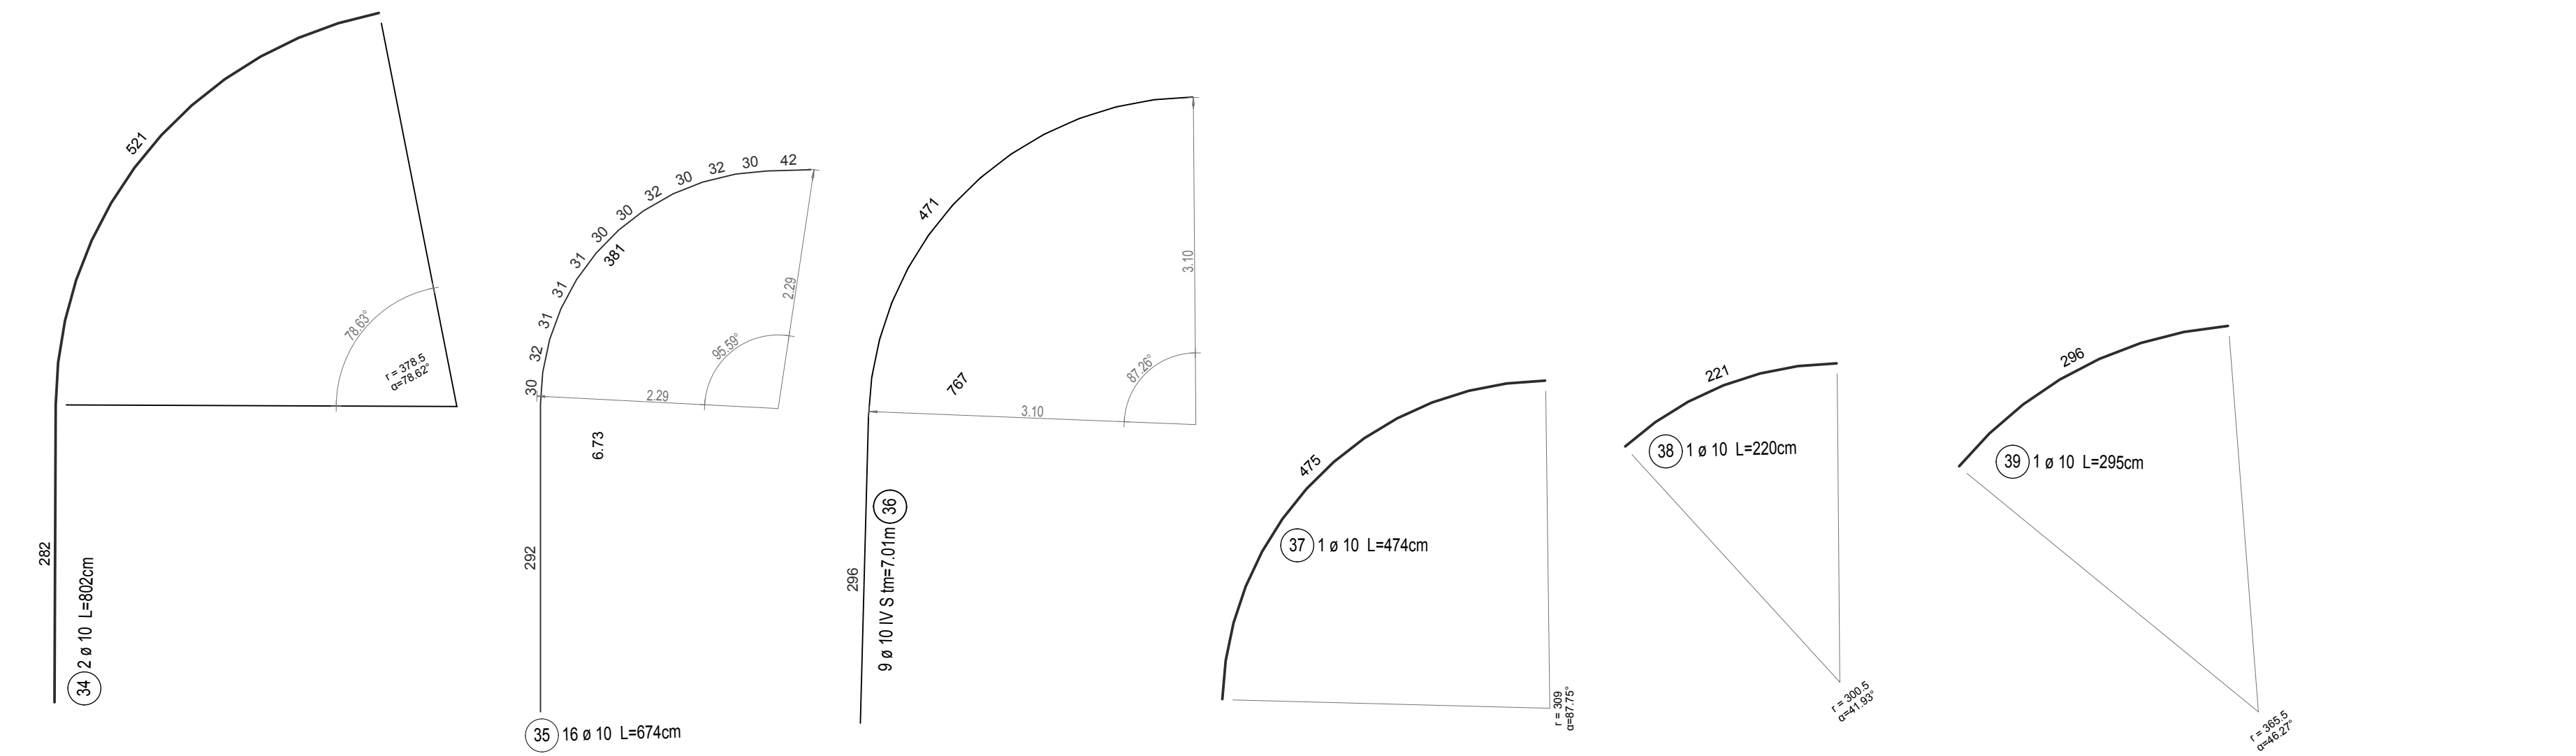 521
78.63°
r = 378.5
α=78.62°
282
34 2 ø 10 L=802cm
30
32
31
31
31
30
30
32
30
32
30
42
381
2.29
95.59°
2.29
6.73
292
35 16 ø 10 L=674cm
471
3.10
87.26°
767
3.10
296
9 ø 10 IV S tm=7.01m 36
475
37 1 ø 10 L=474cm
r = 309
α=87.75°
221
38 1 ø 10 L=220cm
r = 300.5
α=41.93°
296
39 1 ø 10 L=295cm
r = 365.5
α=46.27°